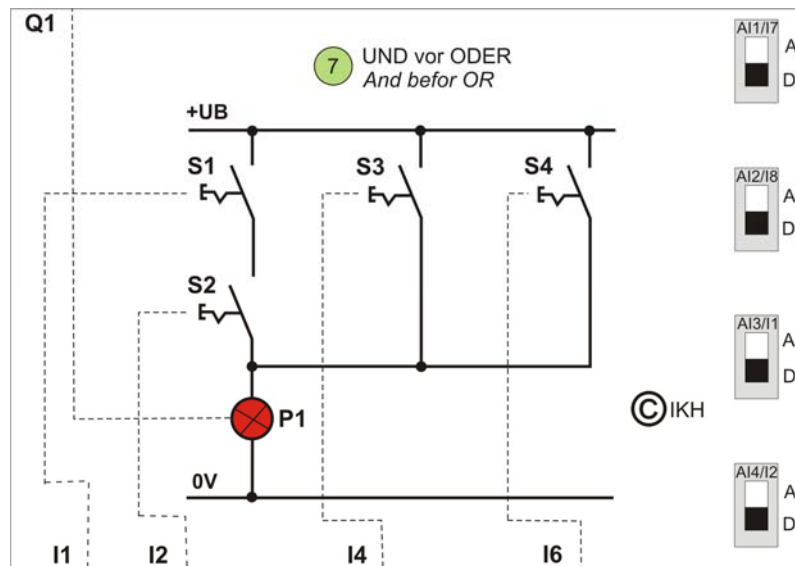 Q1
7
UND vor ODER
And befor OR
+UB
S1
S3
S4
S2
P1
© IKH
0V
I1
I2
I4
I6
AI1/I7
A
D
AI2/I8
A
D
AI3/I1
A
D
AI4/I2
A
D